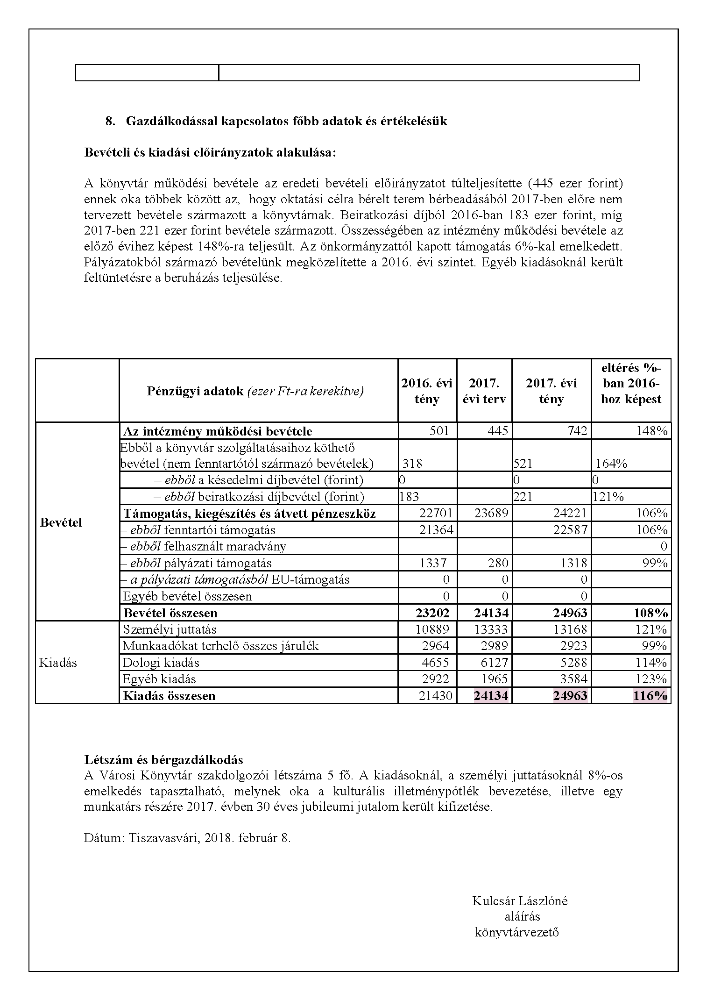 8. Gazdálkodással kapcsolatos főbb adatok és értékelésük
Bevételi és kiadási előirányzatok alakulása:
A könyvtár működési bevétele az eredeti bevételi előirányzatot túlteljesítette (445 ezer forint)
ennek oka többek között az, hogy oktatási célra bérelt terem bérbeadásából 2017-ben előre nem
tervezett bevétele származott a könyvtárnak. Beiratkozási díjból 2016-ban 183 ezer forint, míg
2017-ben 221 ezer forint bevétele származott. Összességében az intézmény működési bevétele az
előző évihez képest 148%-ra teljesült. Az önkormányzattól kapott támogatás 6%-kal emelkedett.
Pályázatokból származó bevételünk megközelítette a 2016. évi szintet. Egyéb kiadásoknál került
feltüntetésre a beruházás teljesülése.
Pénzügyi adatok (ezer Ft-ra kerekítve) 2016. évi tény 2017. évi terv 2017. évi tény eltérés %-ban 2016-hoz képest
Bevétel
Az intézmény működési bevétele 501 445 742 148%
Ebből a könyvtár szolgáltatásaihoz köthető
bevétel (nem fenntartótól származó bevételek) 318 521 164%
– ebből a késedelmi díjbevétel (forint) 0 0 0
– ebből beiratkozási díjbevétel (forint) 183 221 121%
Támogatás, kiegészítés és átvett pénzeszköz 22701 23689 24221 106%
– ebből fenntartói támogatás 21364 22587 106%
– ebből felhasznált maradvány 0
– ebből pályázati támogatás 1337 280 1318 99%
– a pályázati támogatásból EU-támogatás 0 0 0
Egyéb bevétel összesen 0 0 0
Bevétel összesen 23202 24134 24963 108%
Kiadás
Személyi juttatás 10889 13333 13168 121%
Munkaadókat terhelő összes járulék 2964 2989 2923 99%
Dologi kiadás 4655 6127 5288 114%
Egyéb kiadás 2922 1965 3584 123%
Kiadás összesen 21430 24134 24963 116%
Létszám és bérgazdálkodás
A Városi Könyvtár szakdolgozói létszáma 5 fő. A kiadásoknál, a személyi juttatásoknál 8%-os
emelkedés tapasztalható, melynek oka a kulturális illetménypótlék bevezetése, illetve egy
munkatárs részére 2017. évben 30 éves jubileumi jutalom került kifizetése.
Dátum: Tiszavasvári, 2018. február 8.
Kulcsár Lászlóné
aláírás
könyvtárvezető